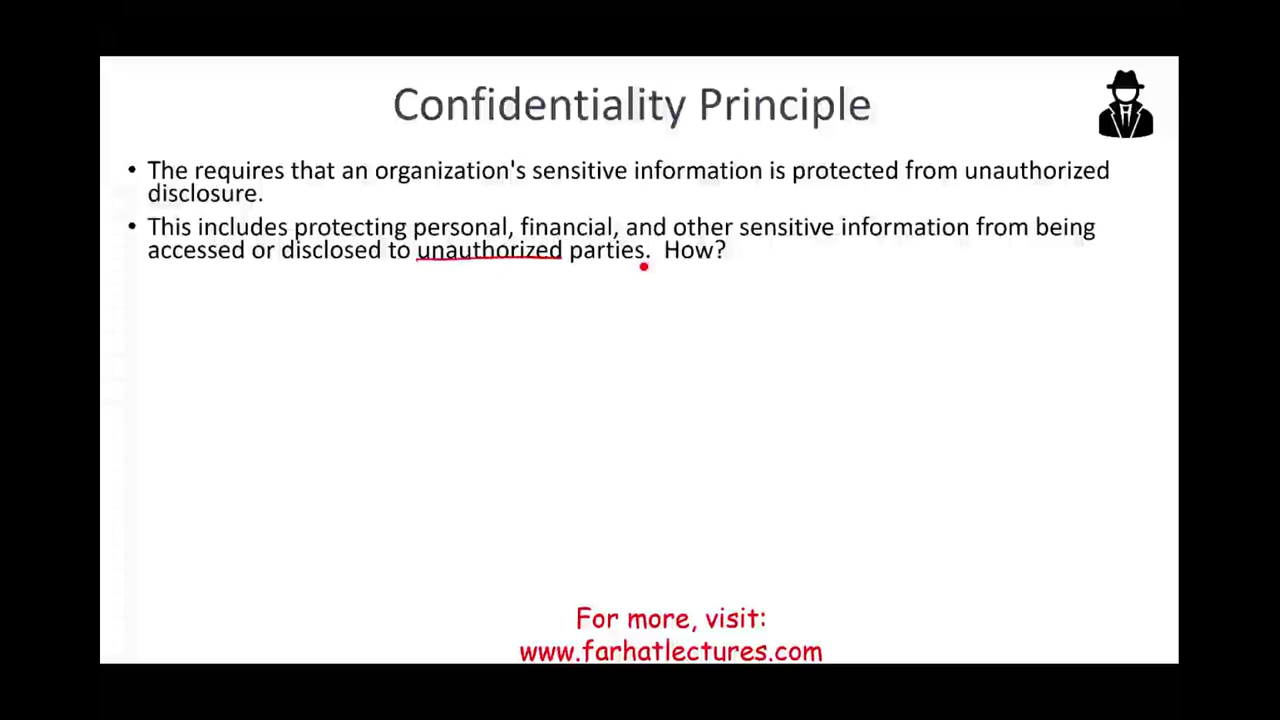 Confidentiality Principle
• The requires that an organization's sensitive information is protected from unauthorized
disclosure.
• This includes protecting personal, financial, and other sensitive information from being
accessed or disclosed to unauthorized parties.  How?
For more, visit:
www.farhatlectures.com